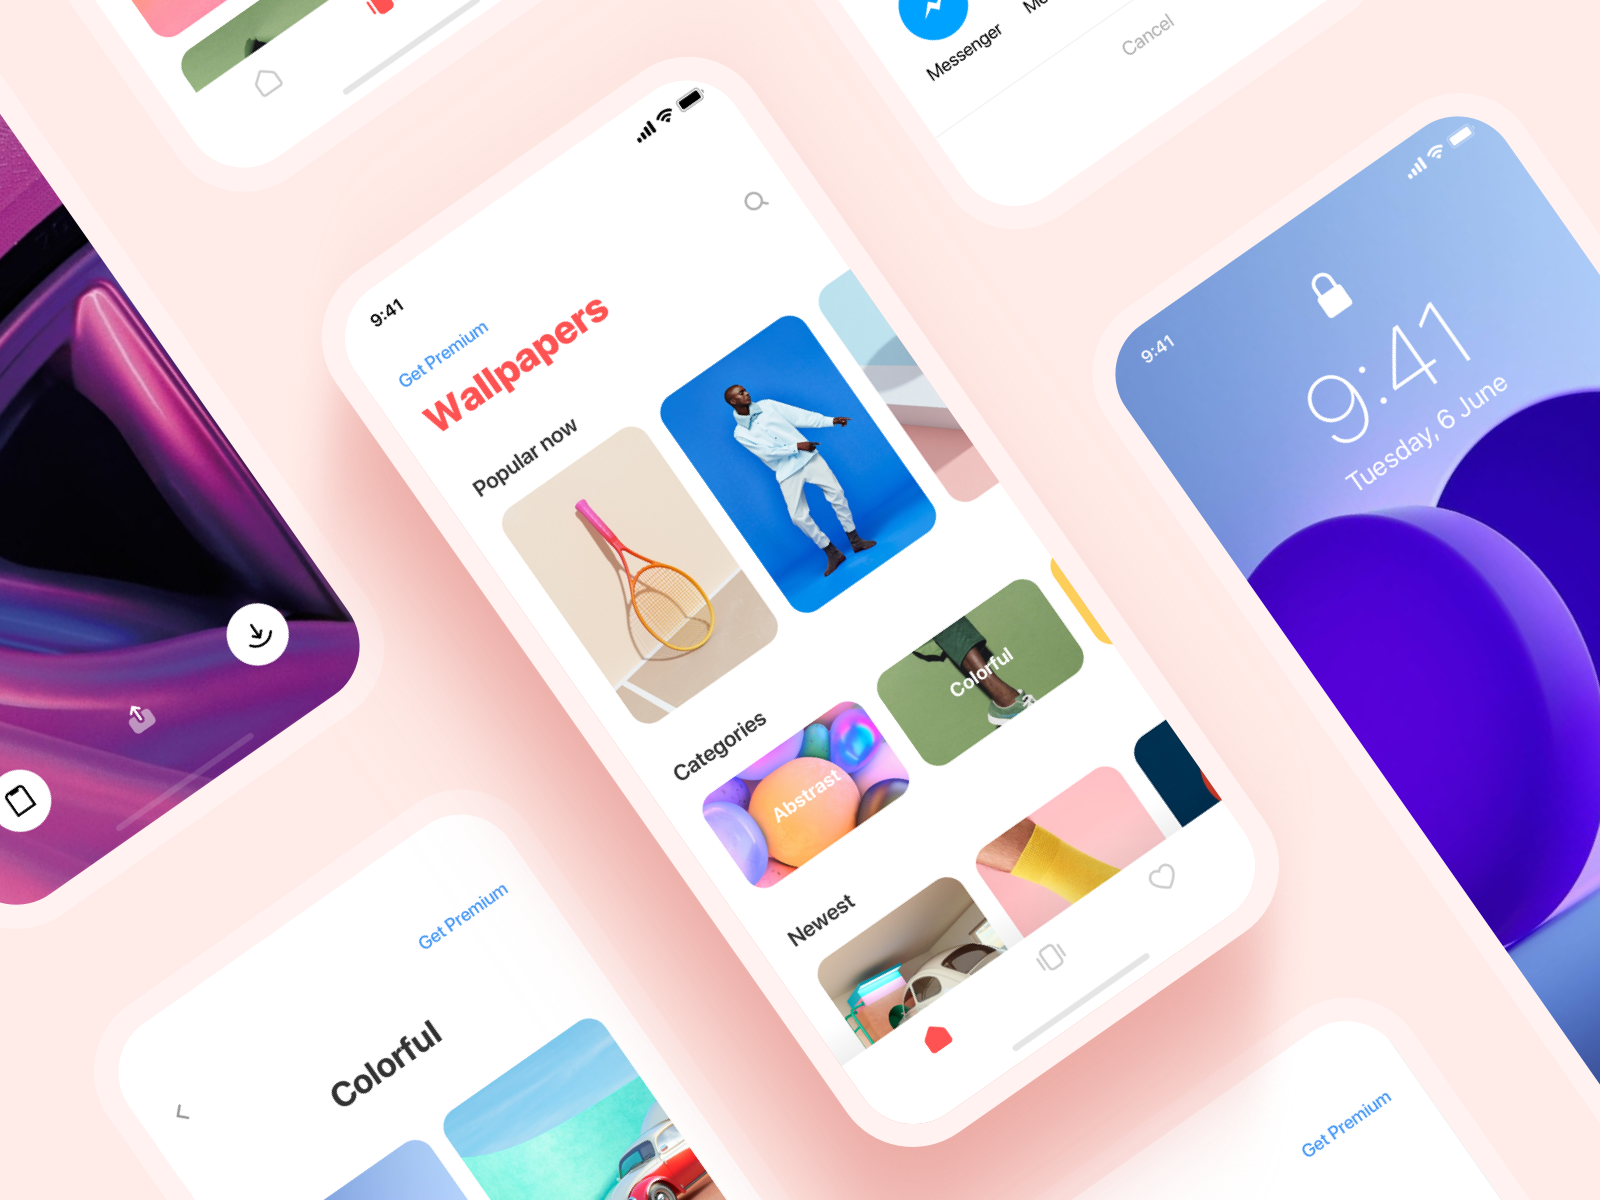 Messenger
Me
Cancel
9:41
Get Premium
Wallpapers
Popular now
Categories
Abstrast
Colorful
Newest
9:41
9:41
Tuesday, 6 June
Get Premium
Colorful
Get Premium